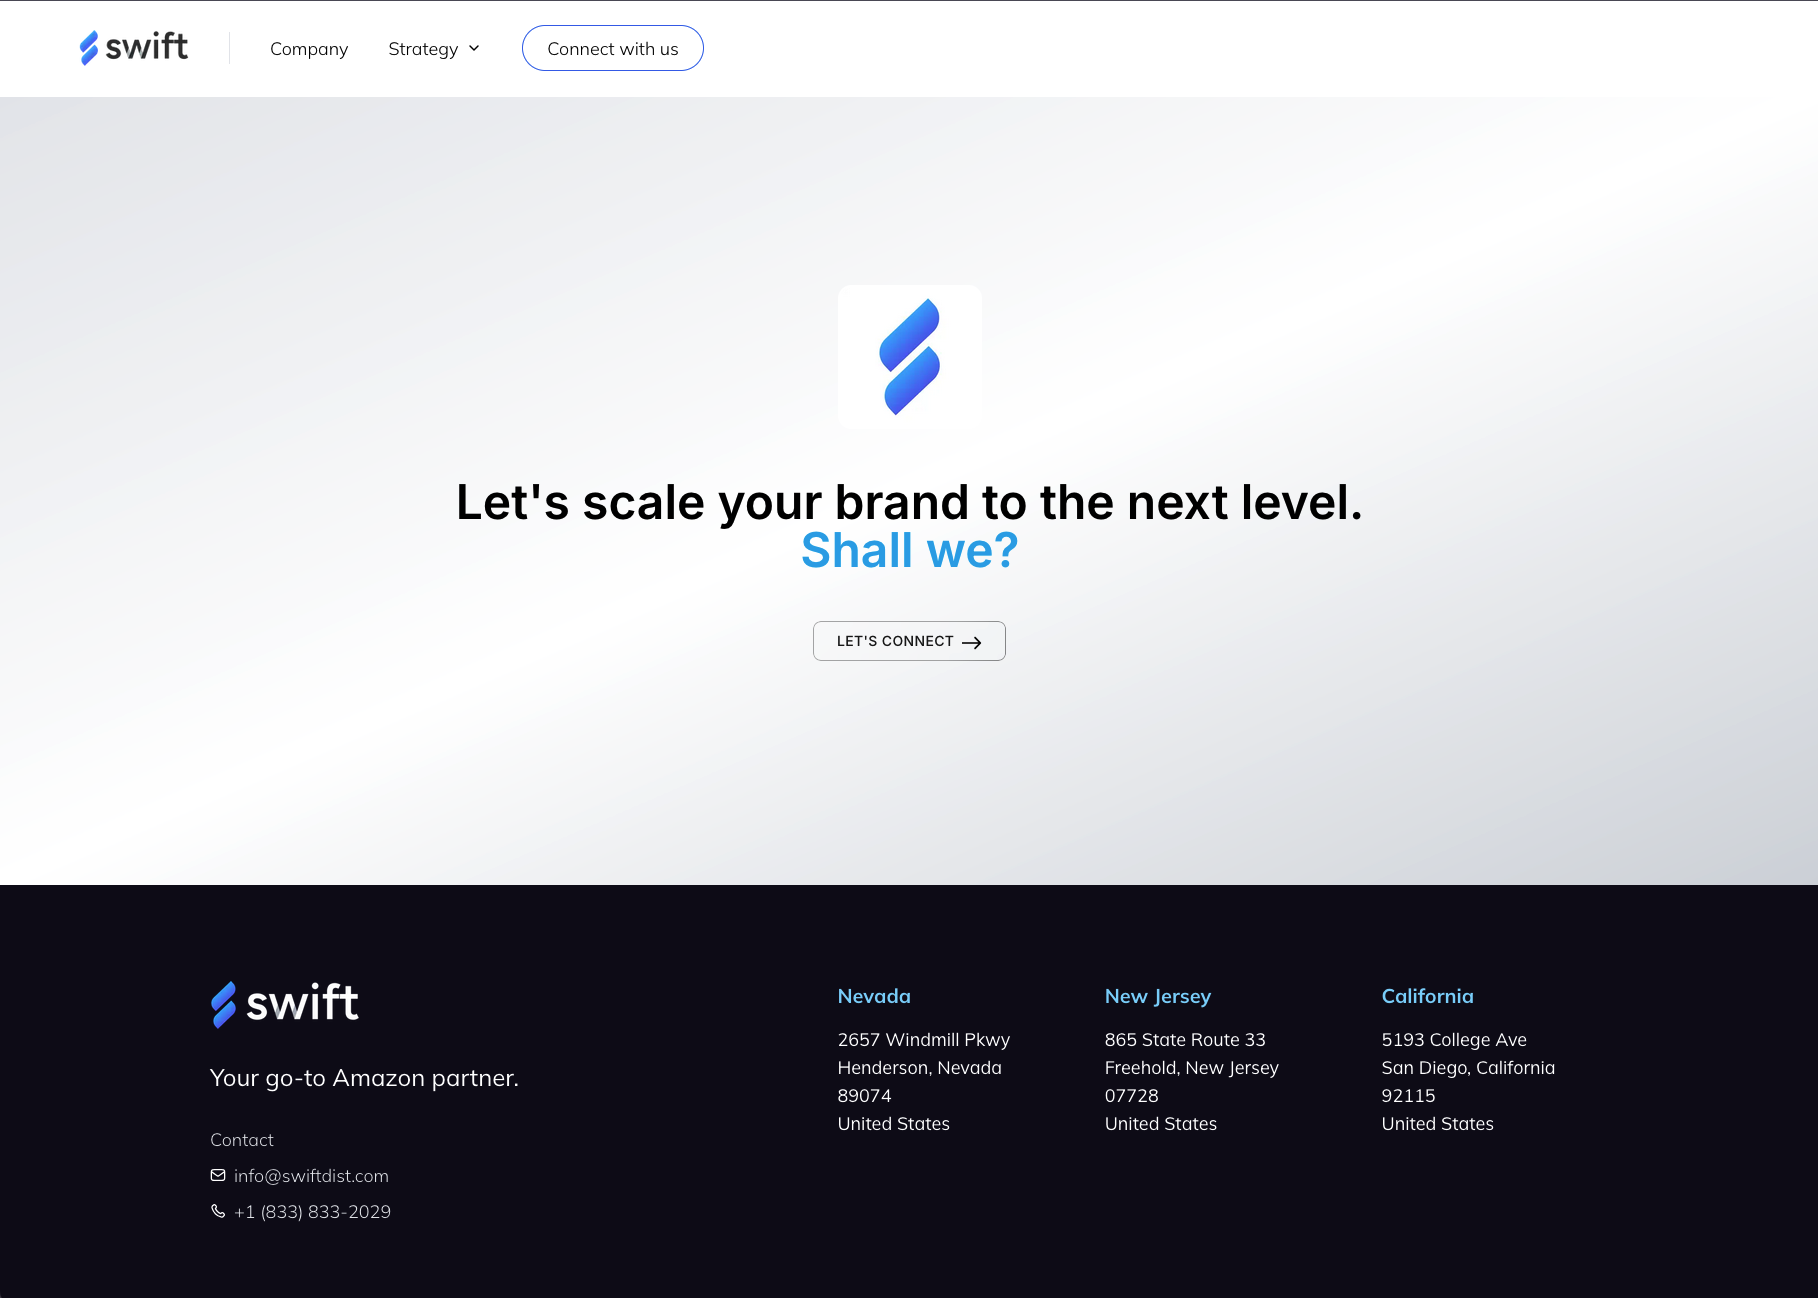 swift
Company
Strategy
Connect with us
Let's scale your brand to the next level.
Shall we?
LET'S CONNECT
swift
Your go-to Amazon partner.
Contact
info@swiftdist.com
+1 (833) 833-2029
Nevada
2657 Windmill Pkwy
Henderson, Nevada
89074
United States
New Jersey
865 State Route 33
Freehold, New Jersey
07728
United States
California
5193 College Ave
San Diego, California
92115
United States